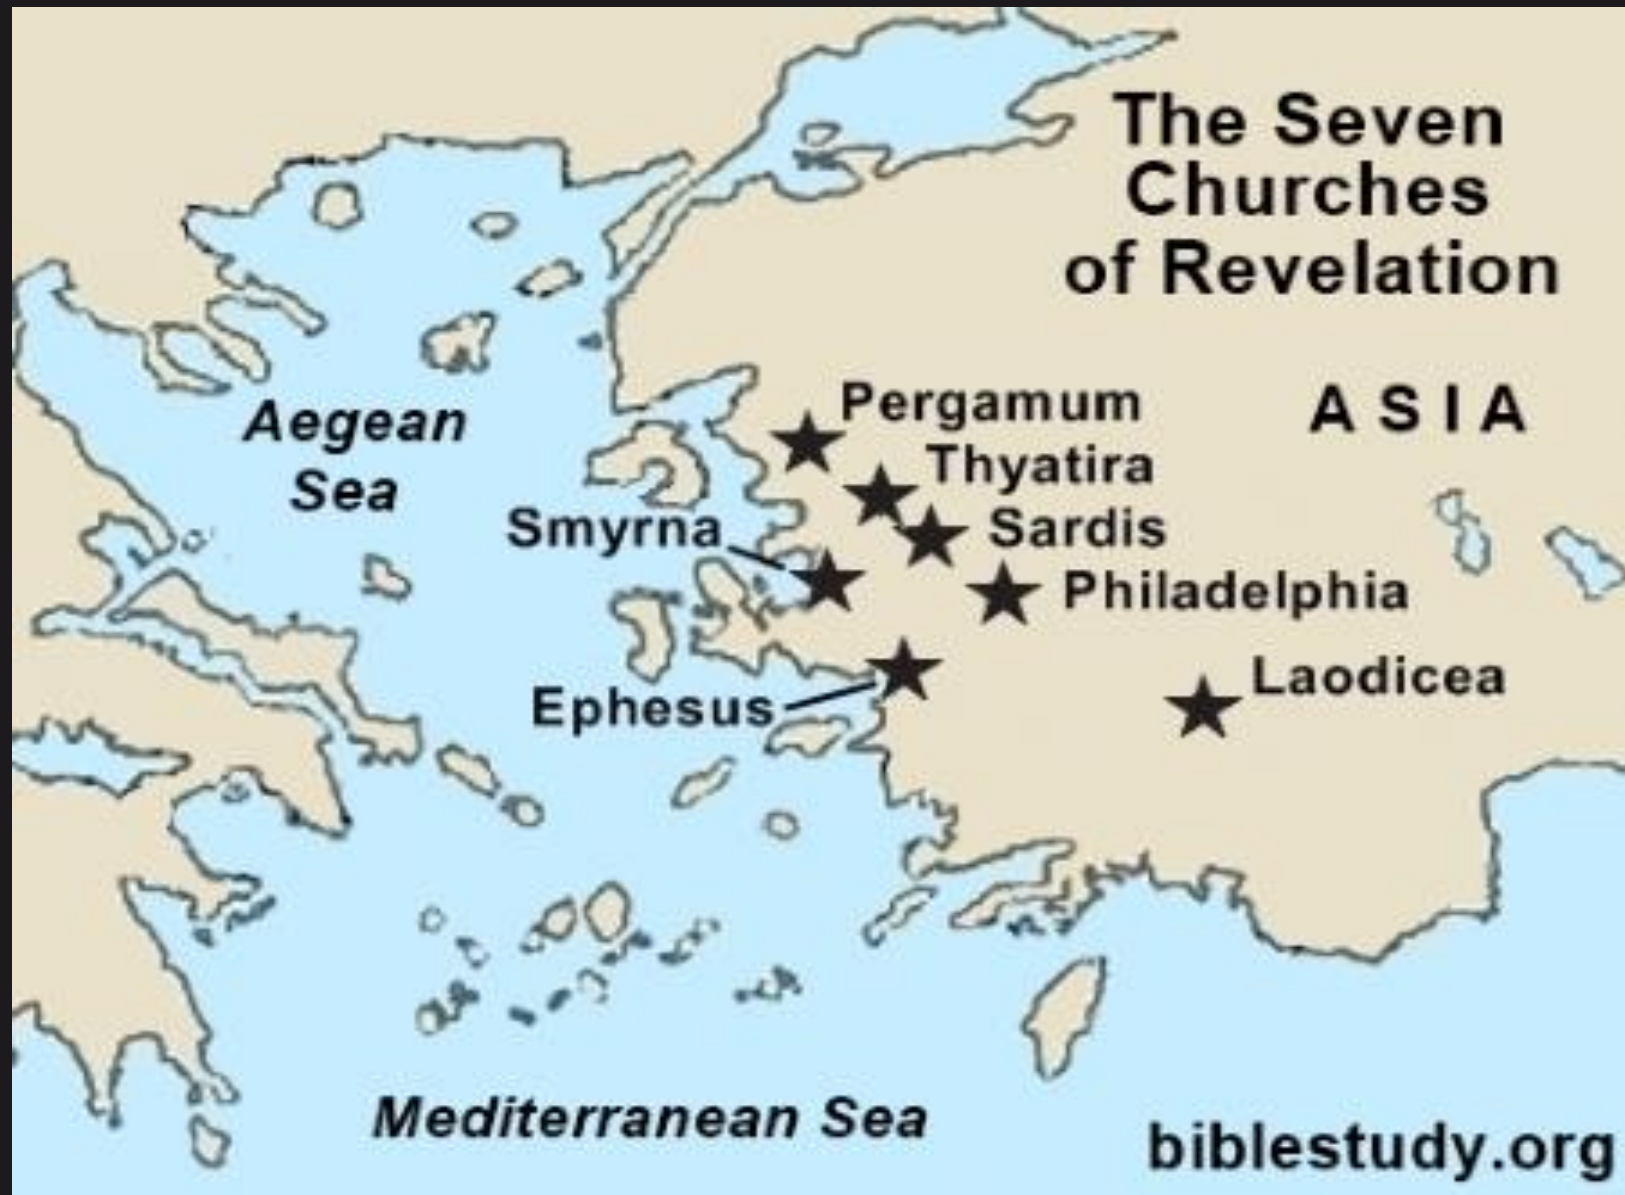 The Seven
Churches
of Revelation
ASIA
Pergamum
Aegean
Sea
Thyatira
Smyrna
Sardis
Philadelphia
Laodicea
Ephesus
Mediterranean Sea
biblestudy.org